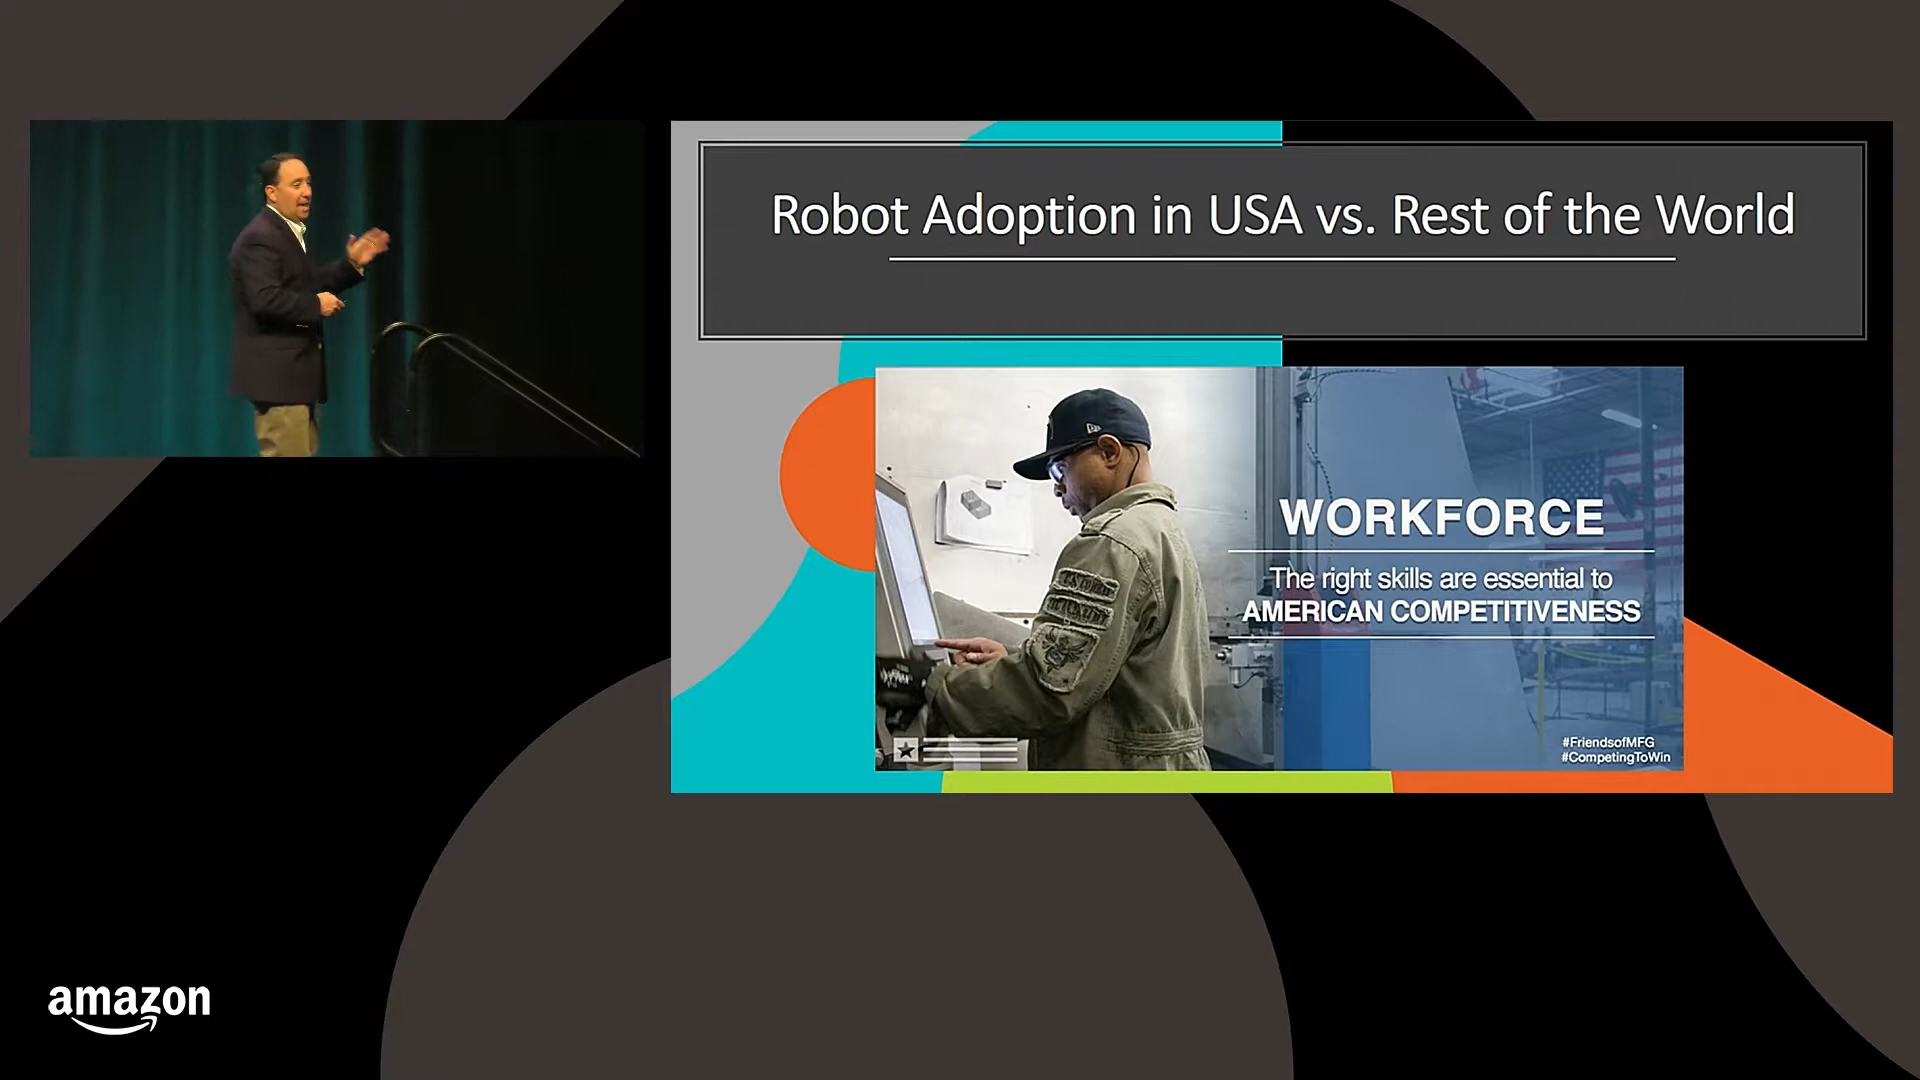 Robot Adoption in USA vs. Rest of the World
WORKFORCE
The right skills are essential to
AMERICAN COMPETITIVENESS
#FriendsofMFG
#CompetingToWin
amazon